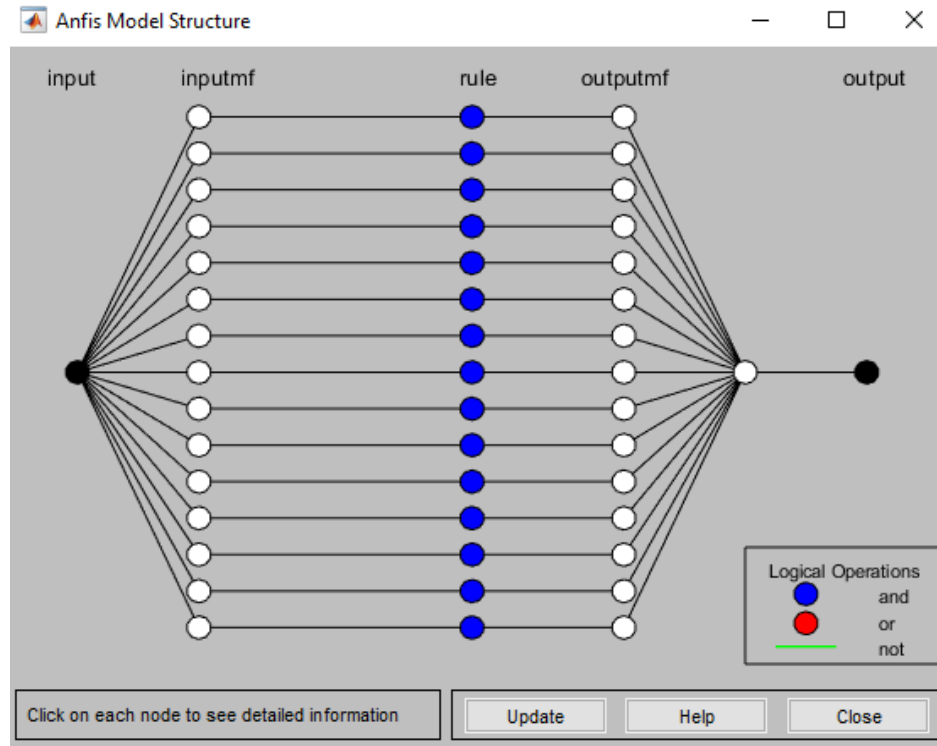 Anfis Model Structure
input inputmf rule outputmf output
Logical Operations
and
or
not
Click on each node to see detailed information
Update Help Close